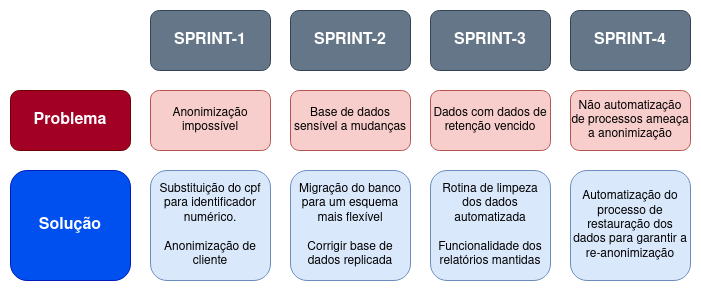 SPRINT-1
SPRINT-2
SPRINT-3
SPRINT-4
Problema
Anonimização
impossível
Base de dados
sensível a mudanças
Dados com dados de
retenção vencido
Não automatização
de processos ameaça
a anonimização
Solução
Substituição do cpf
para identificador
numérico.
Anonimização de
cliente
Migração do banco
para um esquema
mais flexível
Corrigir base de
dados replicada
Rotina de limpeza
dos dados
automatizada
Funcionalidade dos
relatórios mantidas
Automatização do
processo de
restauração dos
dados para garantir a
re-anonimização